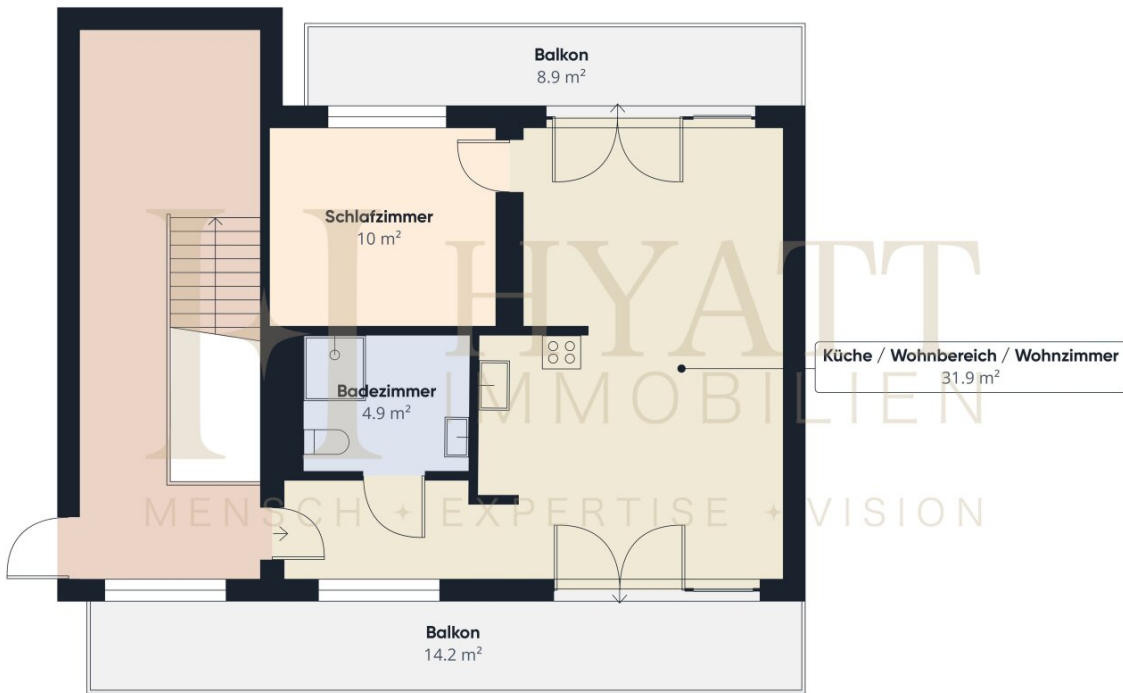 Balkon
8.9 m²
Schlafzimmer
10 m²
HYATT
Küche / Wohnbereich / Wohnzimmer
31.9 m²
Badezimmer
4.9 m²
IMMOBILIEN
MENSCH + EXPERTISE + VISION
Balkon
14.2 m²